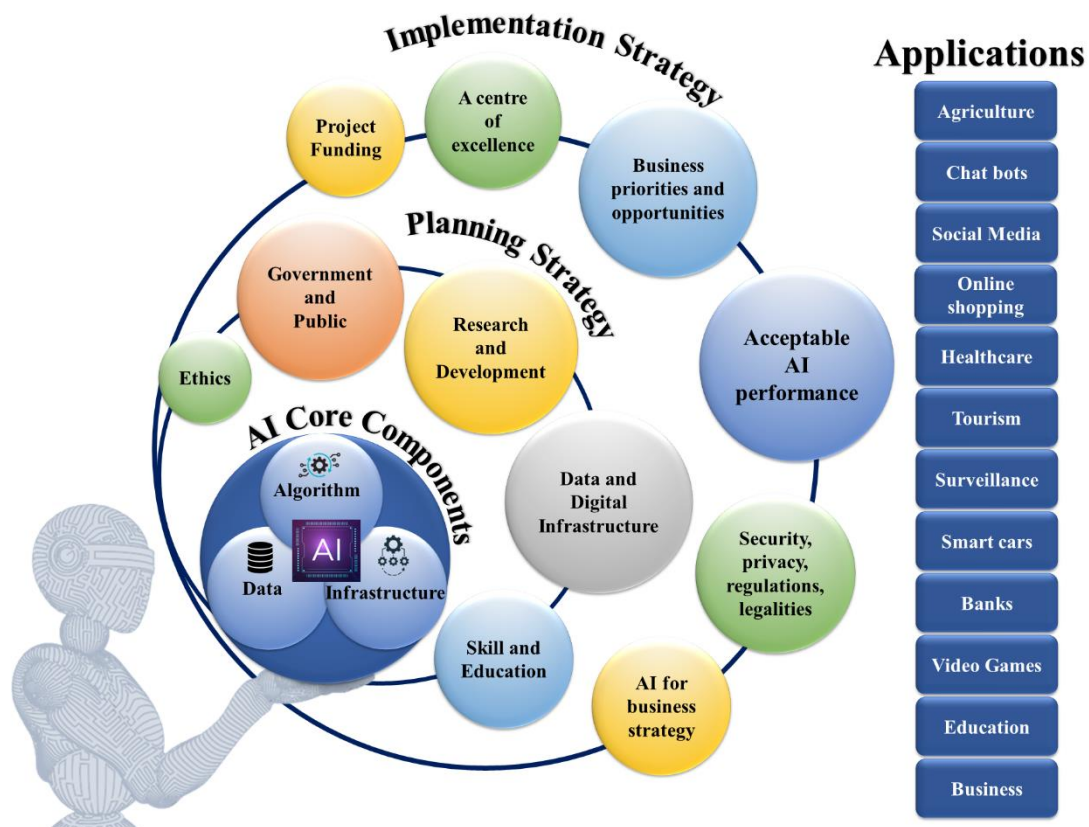 Implementation Strategy
Project
Funding
A centre
of
excellence
Business
priorities and
opportunities
Acceptable
AI
performance
Security,
privacy,
regulations,
legalities
AI for
business
strategy
Planning Strategy
Ethics
Government
and
Public
Research
and
Development
Data and
Digital
Infrastructure
Skill and
Education
AI Core Components
Algorithm
AI
Data
Infrastructure
Applications
Agriculture
Chat bots
Social Media
Online
shopping
Healthcare
Tourism
Surveillance
Smart cars
Banks
Video Games
Education
Business